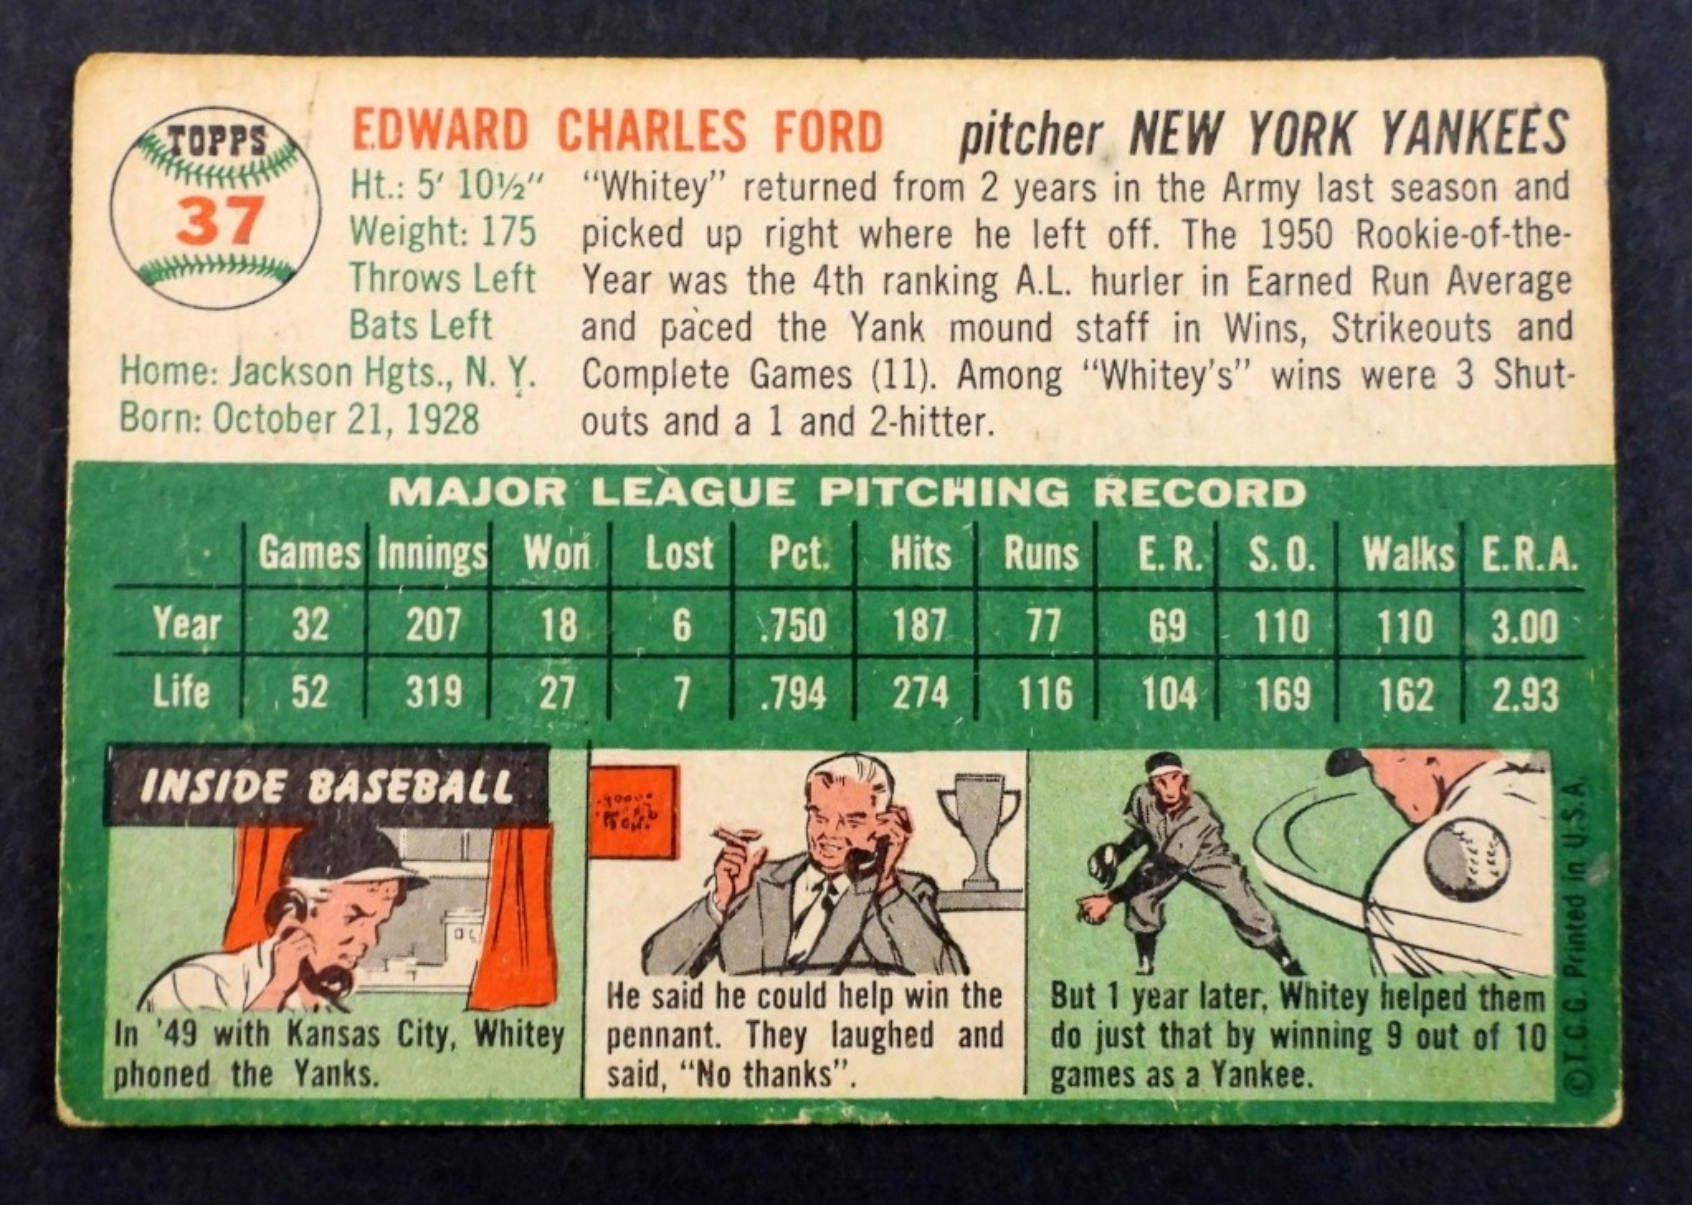 TOPPS
37
EDWARD CHARLES FORD pitcher NEW YORK YANKEES
Ht.: 5′ 10½″
Weight: 175
Throws Left
Bats Left
Home: Jackson Hgts., N. Y.
Born: October 21, 1928
“Whitey” returned from 2 years in the Army last season and
picked up right where he left off. The 1950 Rookie-of-the-
Year was the 4th ranking A.L. hurler in Earned Run Average
and paced the Yank mound staff in Wins, Strikeouts and
Complete Games (11). Among “Whitey's” wins were 3 Shut-
outs and a 1 and 2-hitter.
MAJOR LEAGUE PITCHING RECORD
Games Innings Won Lost Pct. Hits Runs E. R. S. O. Walks E.R.A.
Year 32 207 18 6 .750 187 77 69 110 110 3.00
Life 52 319 27 7 .794 274 116 104 169 162 2.93
INSIDE BASEBALL
In '49 with Kansas City, Whitey
phoned the Yanks.
He said he could help win the
pennant. They laughed and
said, “No thanks”.
But 1 year later, Whitey helped them
do just that by winning 9 out of 10
games as a Yankee.
© T. C. G. Printed in U.S.A.